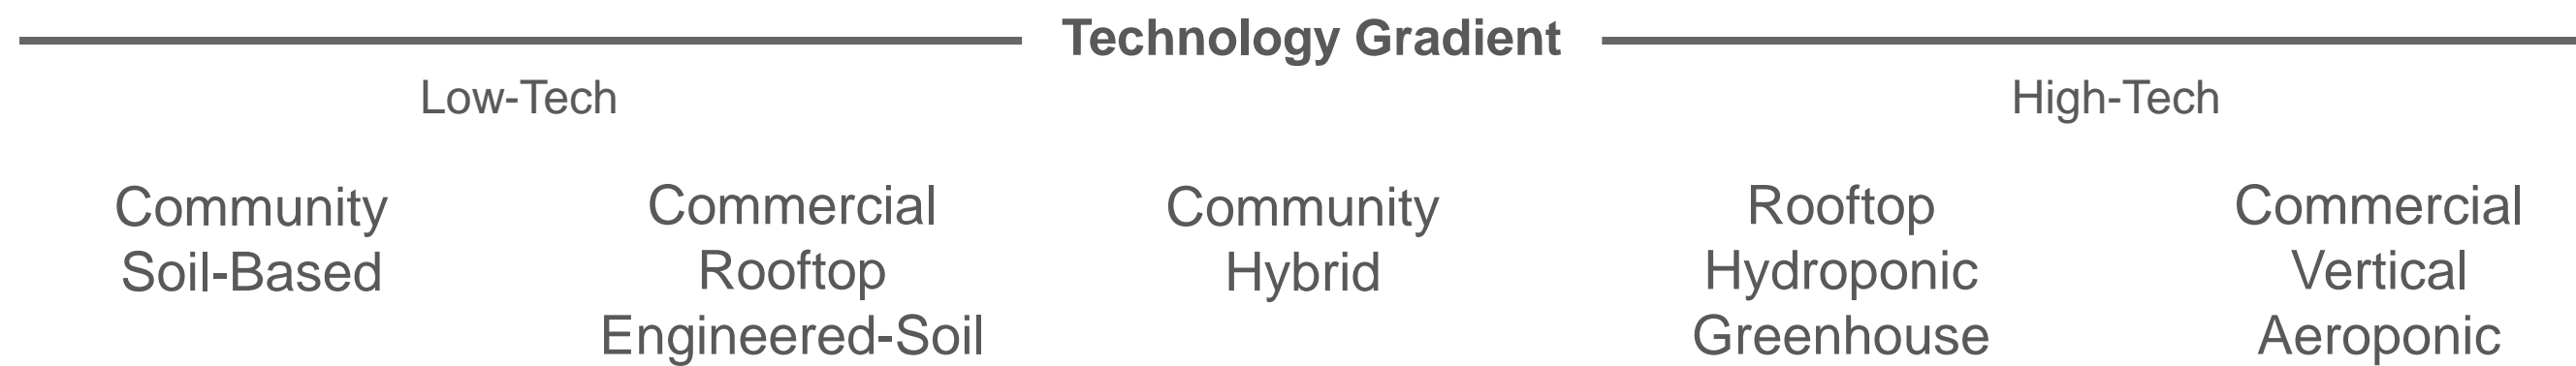 Technology Gradient
Low-Tech
High-Tech
Community
Soil-Based
Commercial
Rooftop
Engineered-Soil
Community
Hybrid
Rooftop
Hydroponic
Greenhouse
Commercial
Vertical
Aeroponic